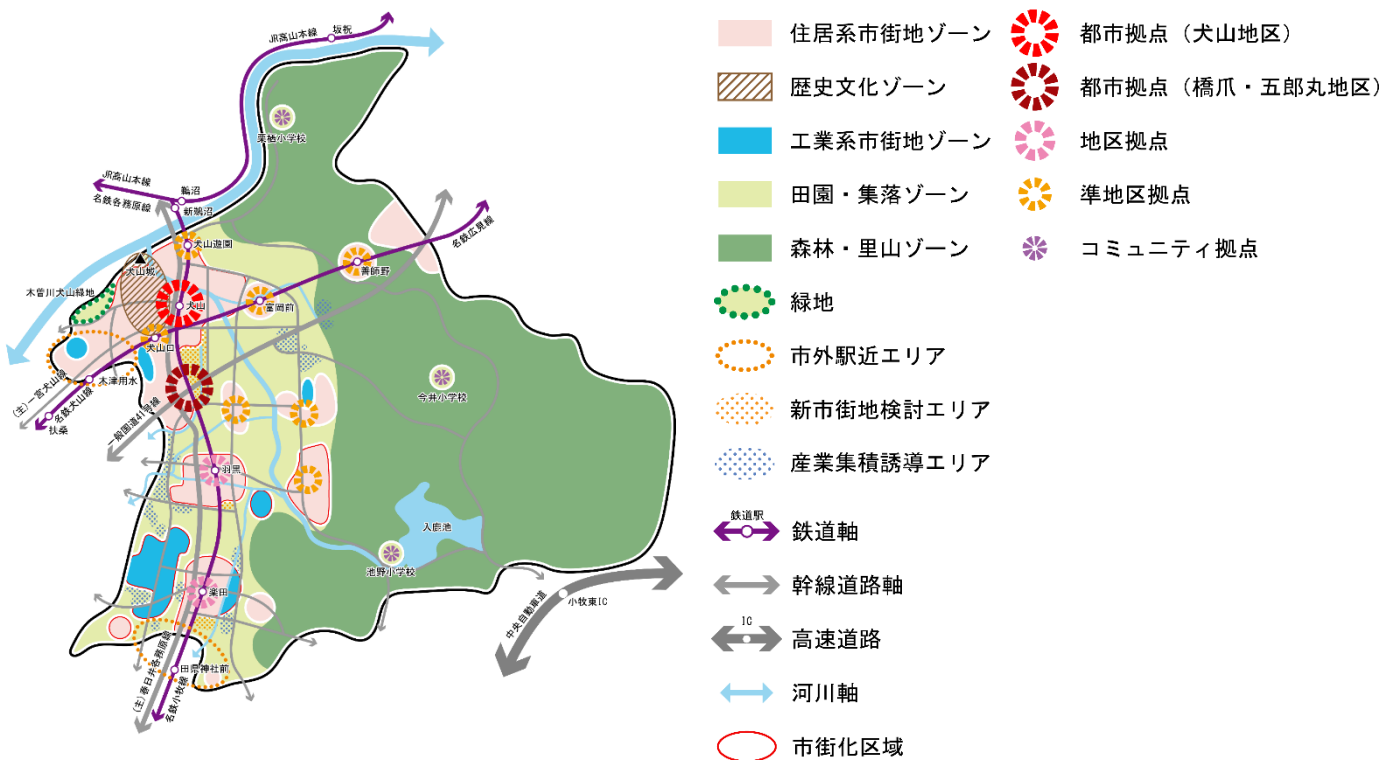 JR高山本線
坂祝
栗栖小学校
JR高山本線
鵜沼
名鉄各務原線
新鵜沼
犬山遊園
名鉄広見線
善師野
犬山城
木曽川犬山緑地
犬山
富岡前
犬山口
(主)一宮犬山線
名鉄犬山線
木津用水
扶桑
一般国道41号線
今井小学校
羽黒
入鹿池
池野小学校
楽田
中央自動車道
小牧東IC
(主)春日井各務原線
名鉄小牧線
田県神社前
住居系市街地ゾーン
歴史文化ゾーン
工業系市街地ゾーン
田園・集落ゾーン
森林・里山ゾーン
緑地
市外駅近エリア
新市街地検討エリア
産業集積誘導エリア
鉄道駅
鉄道軸
幹線道路軸
IC
高速道路
河川軸
市街化区域
都市拠点（犬山地区）
都市拠点（橋爪・五郎丸地区）
地区拠点
準地区拠点
コミュニティ拠点